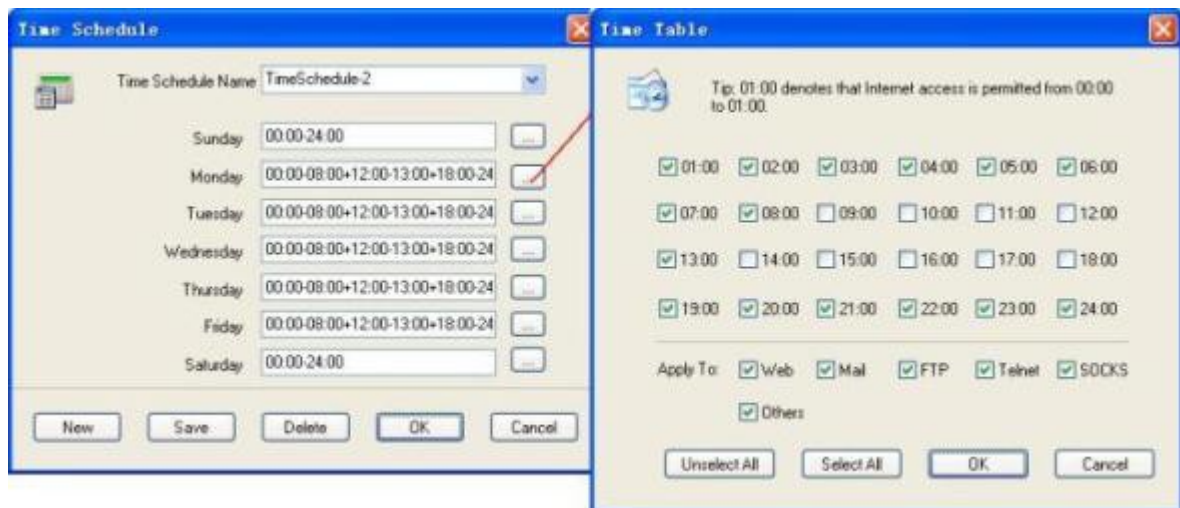 Time Schedule
Time Schedule Name TimeSchedule-2
Sunday 00:00-24:00 ...
Monday 00:00-08:00+12:00-13:00+18:00-24 ...
Tuesday 00:00-08:00+12:00-13:00+18:00-24 ...
Wednesday 00:00-08:00+12:00-13:00+18:00-24 ...
Thursday 00:00-08:00+12:00-13:00+18:00-24 ...
Friday 00:00-08:00+12:00-13:00+18:00-24 ...
Saturday 00:00-24:00 ...
New Save Delete OK Cancel
Time Table
Tip: 01:00 denotes that Internet access is permitted from 00:00
to 01:00.
01:00 02:00 03:00 04:00 05:00 06:00
07:00 08:00 09:00 10:00 11:00 12:00
13:00 14:00 15:00 16:00 17:00 18:00
19:00 20:00 21:00 22:00 23:00 24:00
Apply To: Web Mail FTP Telnet SOCKS
Others
Unselect All Select All OK Cancel